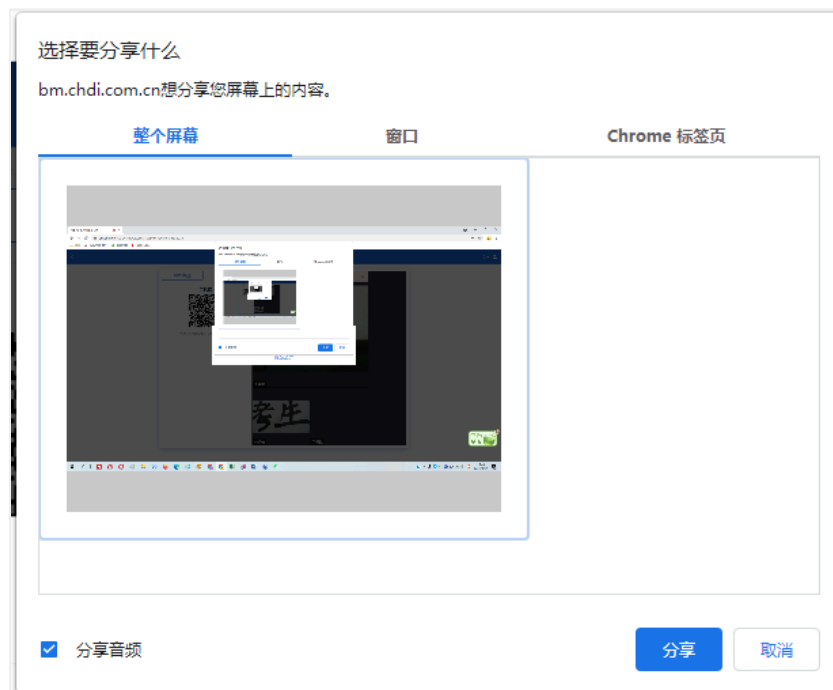 选择要分享什么
bm.chdi.com.cn想分享您屏幕上的内容。
整个屏幕
窗口
Chrome 标签页
考生
分享音频
分享
取消